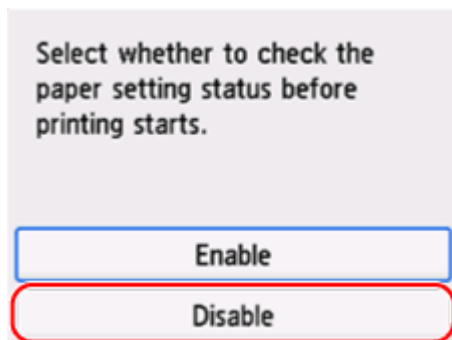 Select whether to check the
paper setting status before
printing starts.
Enable
Disable